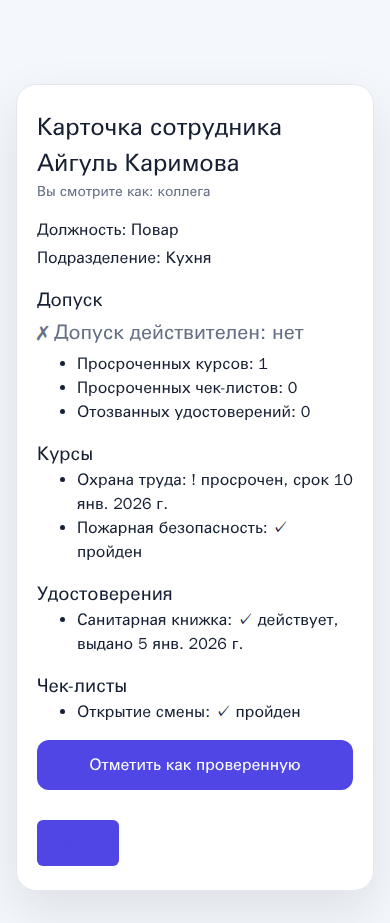 Карточка сотрудника
Айгуль Каримова
Вы смотрите как: коллега
Должность: Повар
Подразделение: Кухня
Допуск
✗ Допуск действителен: нет
• Просроченных курсов: 1
• Просроченных чек-листов: 0
• Отозванных удостоверений: 0
Курсы
• Охрана труда: ! просрочен, срок 10
янв. 2026 г.
• Пожарная безопасность: ✓
пройден
Удостоверения
• Санитарная книжка: ✓ действует,
выдано 5 янв. 2026 г.
Чек-листы
• Открытие смены: ✓ пройден
Отметить как проверенную